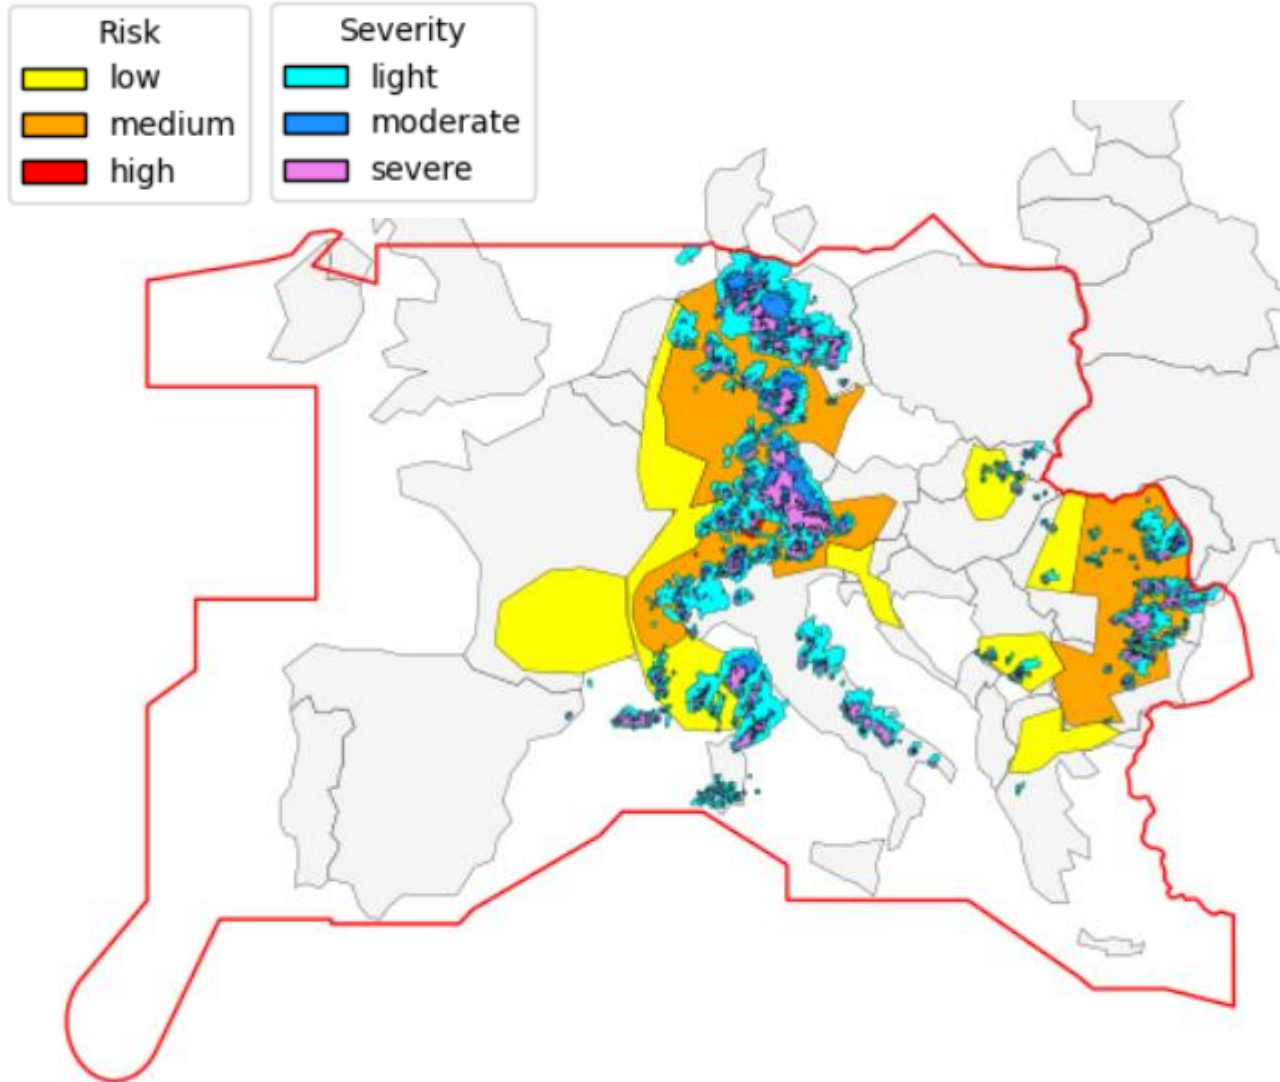 Risk
low
medium
high
Severity
light
moderate
severe